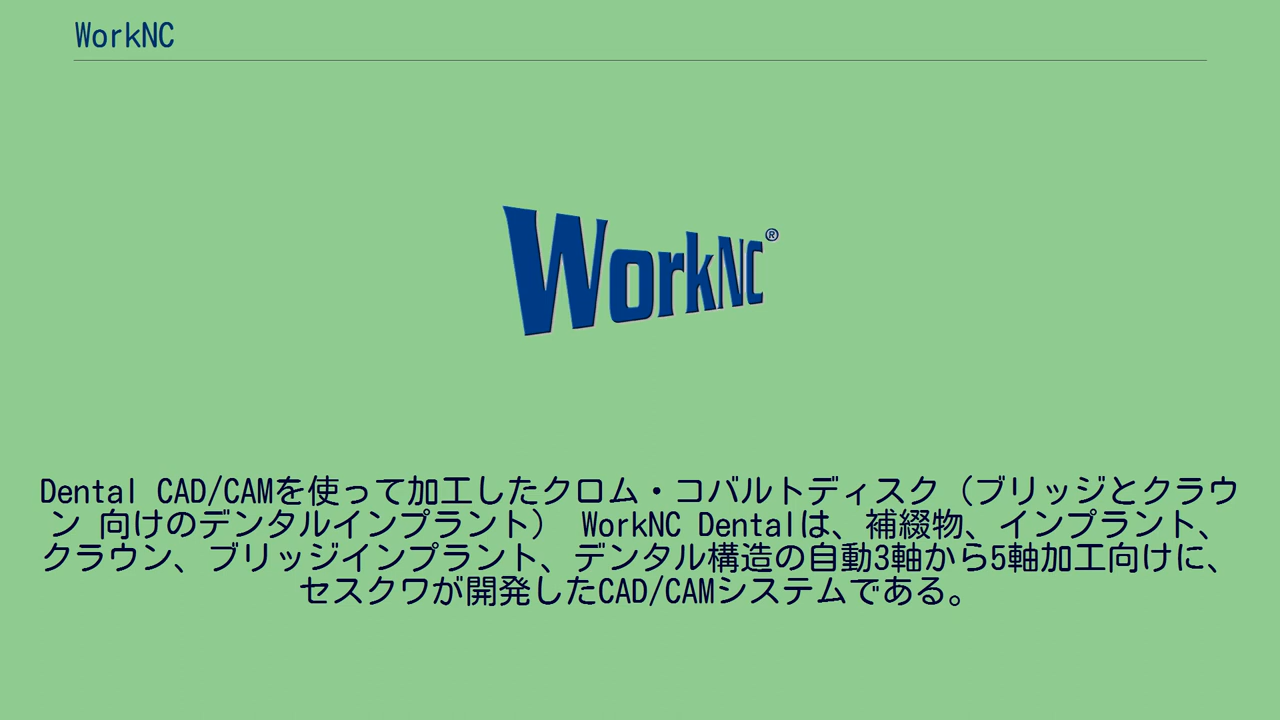 WorkNC
WorkNC®
Dental CAD/CAMを使って加工したクロム・コバルトディスク（ブリッジとクラウ
ン 向けのデンタルインプラント） WorkNC Dentalは、補綴物、インプラント、
クラウン、ブリッジインプラント、デンタル構造の自動3軸から5軸加工向けに、
セスクワが開発したCAD/CAMシステムである。